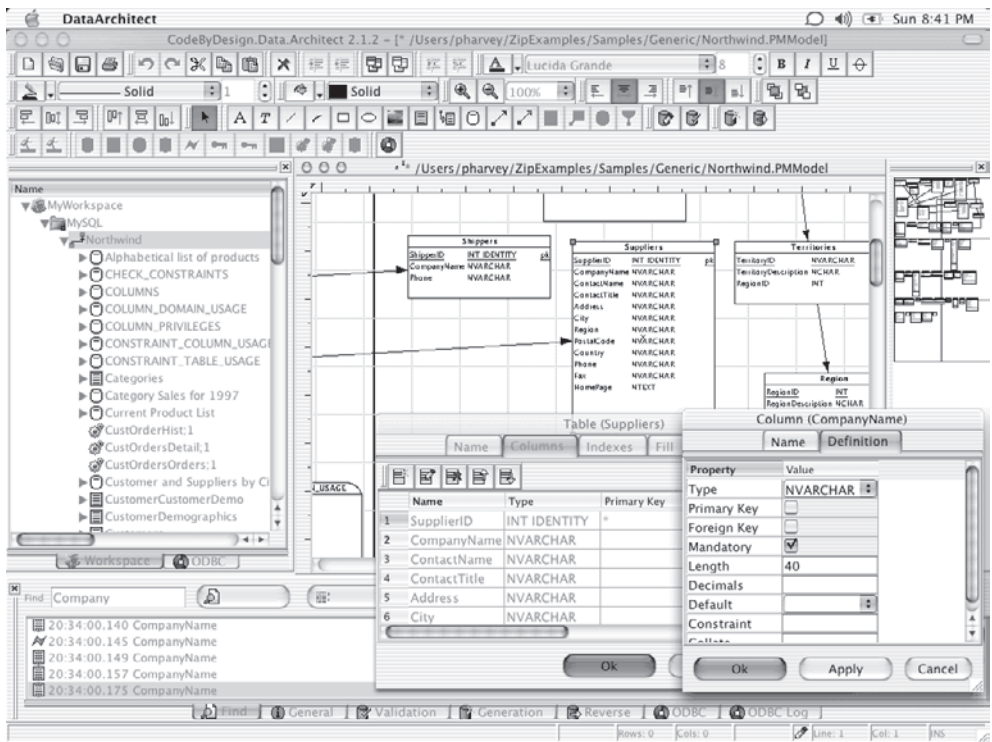 DataArchitect
Sun 8:41 PM
CodeByDesign.Data.Architect 2.1.2 – [* /Users/pharvey/ZipExamples/Samples/Generic/Northwind.PMModel]
Lucida Grande
8
B I U
Solid
1
Solid
100%
A T
/Users/pharvey/ZipExamples/Samples/Generic/Northwind.PMModel
Name
MyWorkspace
MySQL
Northwind
Alphabetical list of products
CHECK_CONSTRAINTS
COLUMNS
COLUMN_DOMAIN_USAGE
COLUMN_PRIVILEGES
CONSTRAINT_COLUMN_USAGE
CONSTRAINT_TABLE_USAGE
Categories
Category Sales for 1997
Current Product List
CustOrderHist;1
CustOrdersDetail;1
CustOrdersOrders;1
Customer and Suppliers by Ci
CustomerCustomerDemo
CustomerDemographics
Customers
Workspace
ODBC
Shippers
ShipperID INT IDENTITY pk
CompanyName NVARCHAR
Phone NVARCHAR
Suppliers
SupplierID INT IDENTITY pk
CompanyName NVARCHAR
ContactName NVARCHAR
ContactTitle NVARCHAR
Address NVARCHAR
City NVARCHAR
Region NVARCHAR
PostalCode NVARCHAR
Country NVARCHAR
Phone NVARCHAR
Fax NVARCHAR
HomePage NTEXT
Territories
TerritoryID NVARCHAR
TerritoryDescription NCHAR
RegionID INT
Region
RegionID INT
RegionDescription NCHAR
_USAGE
Table (Suppliers)
Name
Columns
Indexes
Fill
Name Type Primary Key
1 SupplierID INT IDENTITY *
2 CompanyName NVARCHAR
3 ContactName NVARCHAR
4 ContactTitle NVARCHAR
5 Address NVARCHAR
6 City NVARCHAR
Ok
Column (CompanyName)
Name
Definition
Property Value
Type NVARCHAR
Primary Key
Foreign Key
Mandatory
Length 40
Decimals
Default
Constraint
Collate
Ok
Apply
Cancel
Find Company
20:34:00.140 CompanyName
20:34:00.145 CompanyName
20:34:00.149 CompanyName
20:34:00.157 CompanyName
20:34:00.175 CompanyName
Find
General
Validation
Generation
Reverse
ODBC
ODBC Log
Rows: 0
Cols: 0
Line: 1
Col: 1
INS